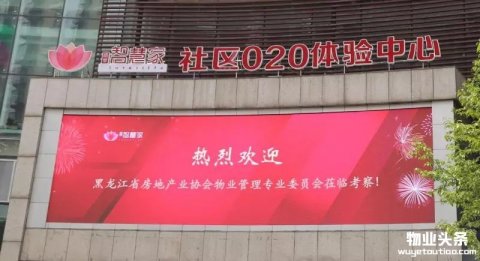 智慧家 社区O2O体验中心
智慧家
热烈欢迎
黑龙江省房地产业协会物业管理专业委员会莅临考察!
物业头条
wuyetoutiao.com